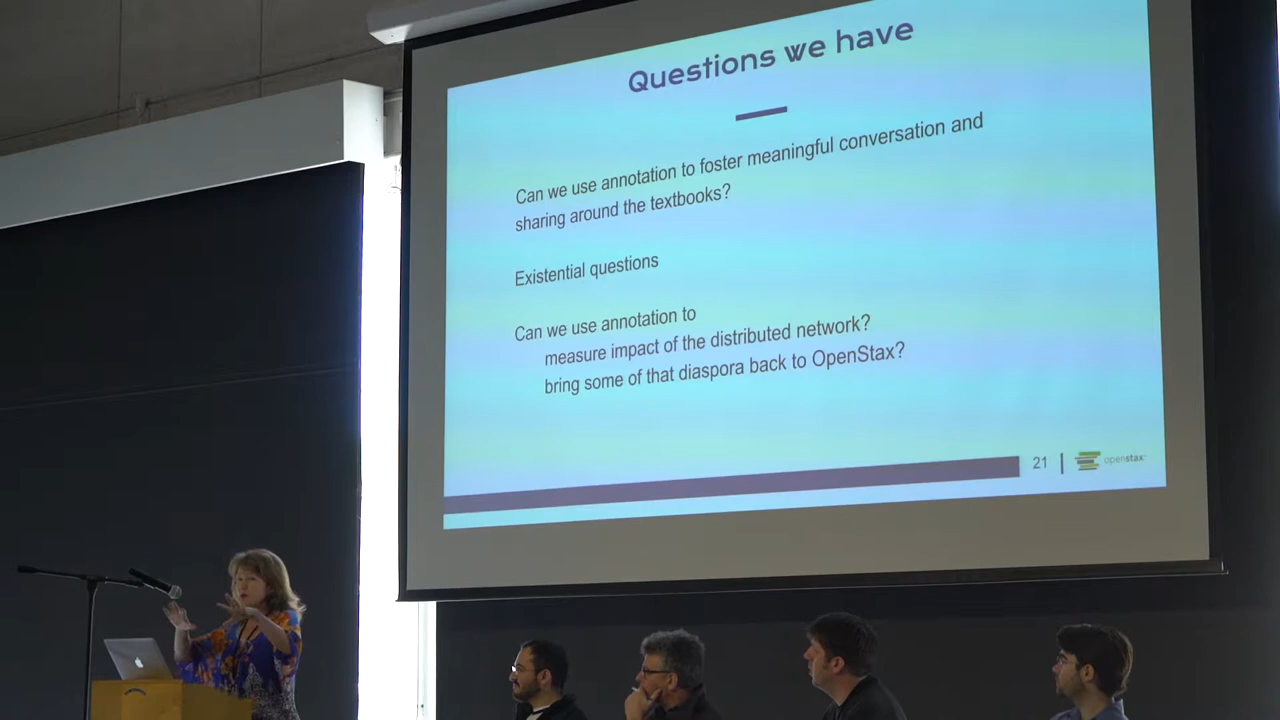 Questions we have
Can we use annotation to foster meaningful conversation and
sharing around the textbooks?
Existential questions
Can we use annotation to
measure impact of the distributed network?
bring some of that diaspora back to OpenStax?
21
openstax